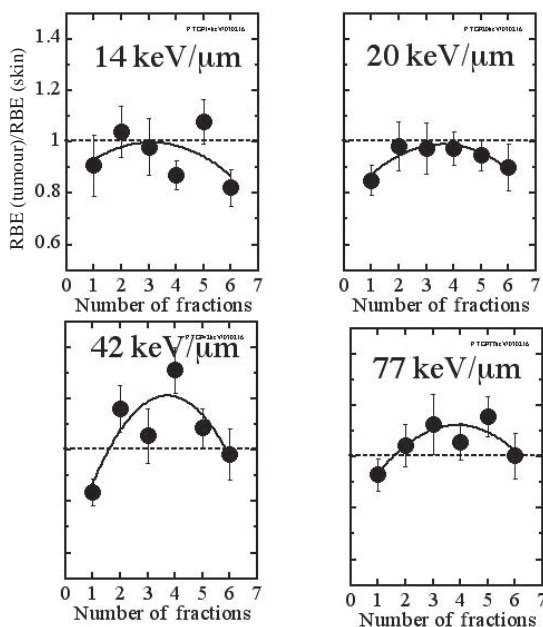 14 keV/µm
20 keV/µm
RBE (tumour)/RBE (skin)
1.4
1.2
1
0.8
0.6
0 1 2 3 4 5 6 7
Number of fractions
0 1 2 3 4 5 6 7
Number of fractions
42 keV/µm
77 keV/µm
0 1 2 3 4 5 6 7
Number of fractions
0 1 2 3 4 5 6 7
Number of fractions